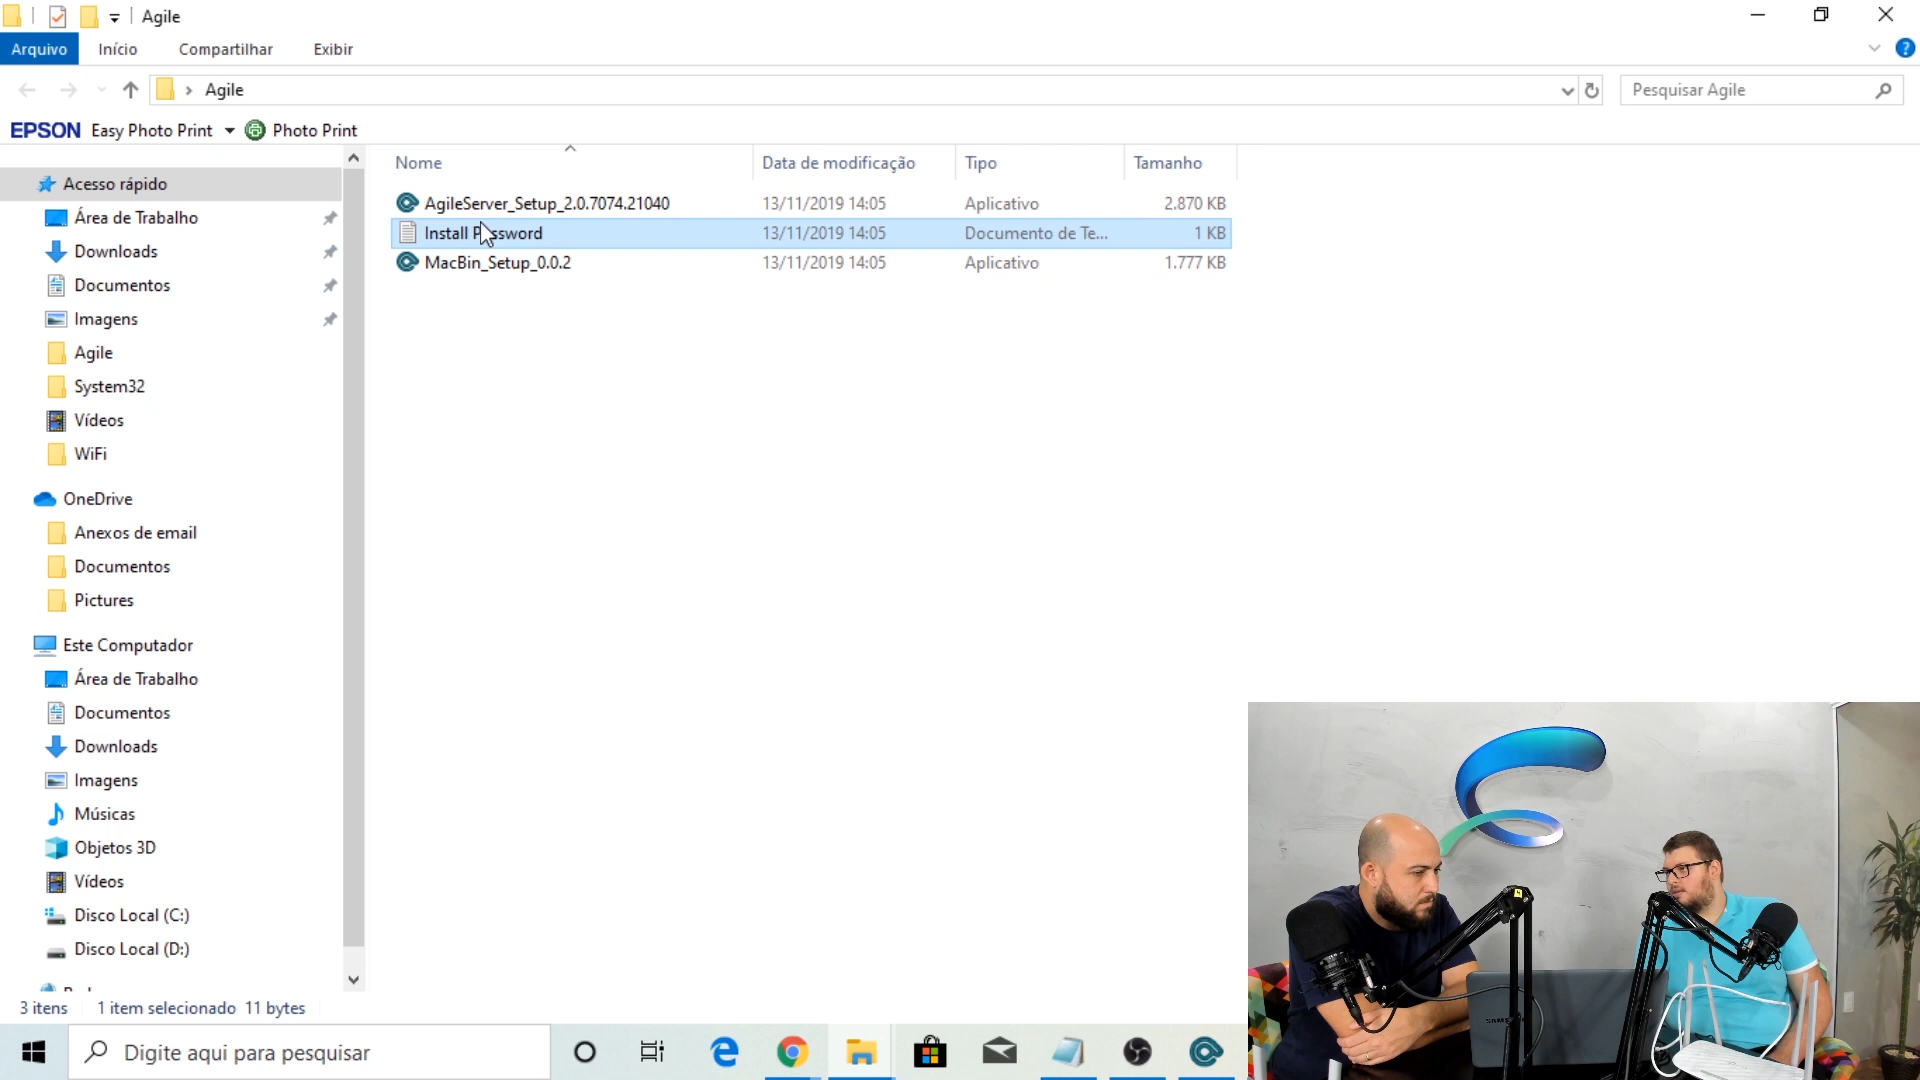 Agile
Arquivo
Início
Compartilhar
Exibir
Agile
Pesquisar Agile
EPSON Easy Photo Print
Photo Print
Nome
Data de modificação
Tipo
Tamanho
Acesso rápido
AgileServer_Setup_2.0.7074.21040 13/11/2019 14:05 Aplicativo 2.870 KB
Install Password 13/11/2019 14:05 Documento de Te... 1 KB
MacBin_Setup_0.0.2 13/11/2019 14:05 Aplicativo 1.777 KB
Área de Trabalho
Downloads
Documentos
Imagens
Agile
System32
Vídeos
WiFi
OneDrive
Anexos de email
Documentos
Pictures
Este Computador
Área de Trabalho
Documentos
Downloads
Imagens
Músicas
Objetos 3D
Vídeos
Disco Local (C:)
Disco Local (D:)
3 itens
1 item selecionado 11 bytes
Digite aqui para pesquisar